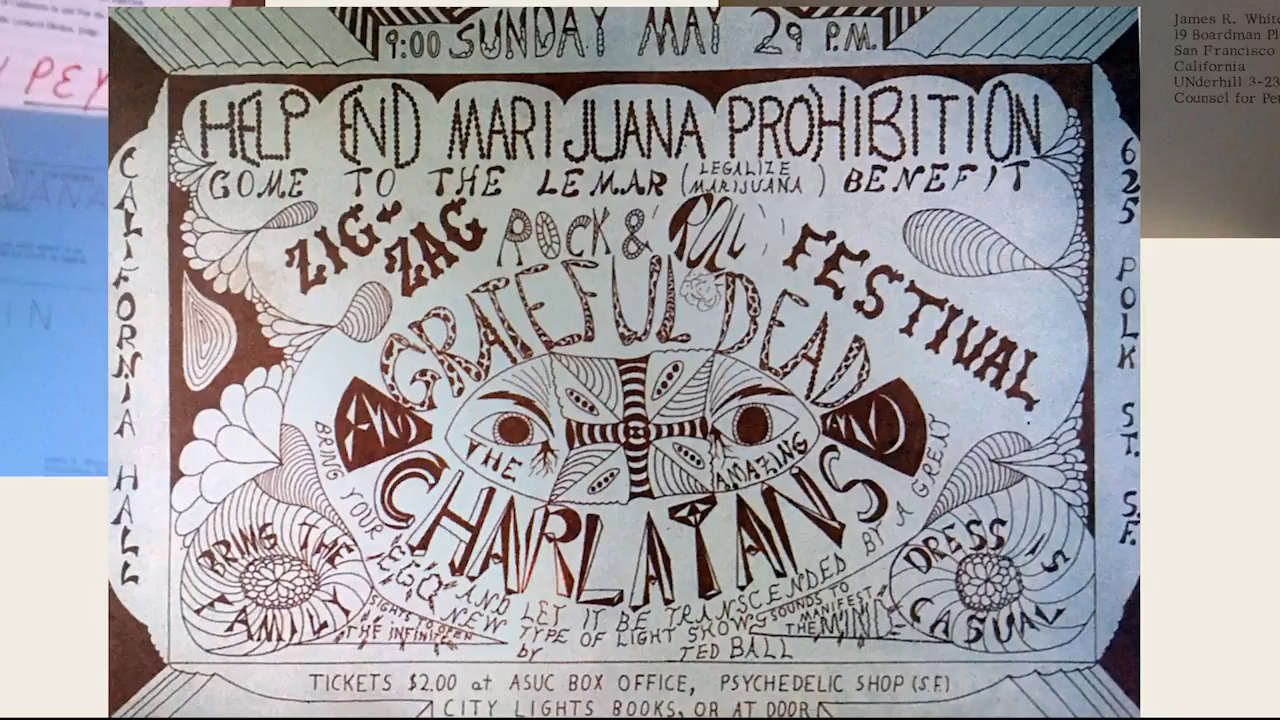 PEY
James R. White
19 Boardman Pl
San Francisco
California
UNderhill 3-23
Counsel for Pe
9:00 SUNDAY MAY 29 P.M.
HELP END MARIJUANA PROHIBITION
COME TO THE LEMAR (LEGALIZE MARIJUANA) BENEFIT
ZIG-ZAG ROCK & ROLL FESTIVAL
GRATEFUL DEAD
AND THE AMAZING AND
CHARLATANS
CALIFORNIA HALL
625 POLK ST. S.F.
BRING YOUR "EGO" AND LET IT BE TRANSCENDED BY A GREAT
NEW TYPE OF LIGHT SHOW
by TED BALL
SIGHTS TO OPEN
THE INFINITE
SOUNDS TO
MANIFEST
THE MIND
BRING THE
FAMILY
DRESS IS
CASUAL
TICKETS $2.00 at ASUC BOX OFFICE, PSYCHEDELIC SHOP (S.F.)
CITY LIGHTS BOOKS, OR AT DOOR